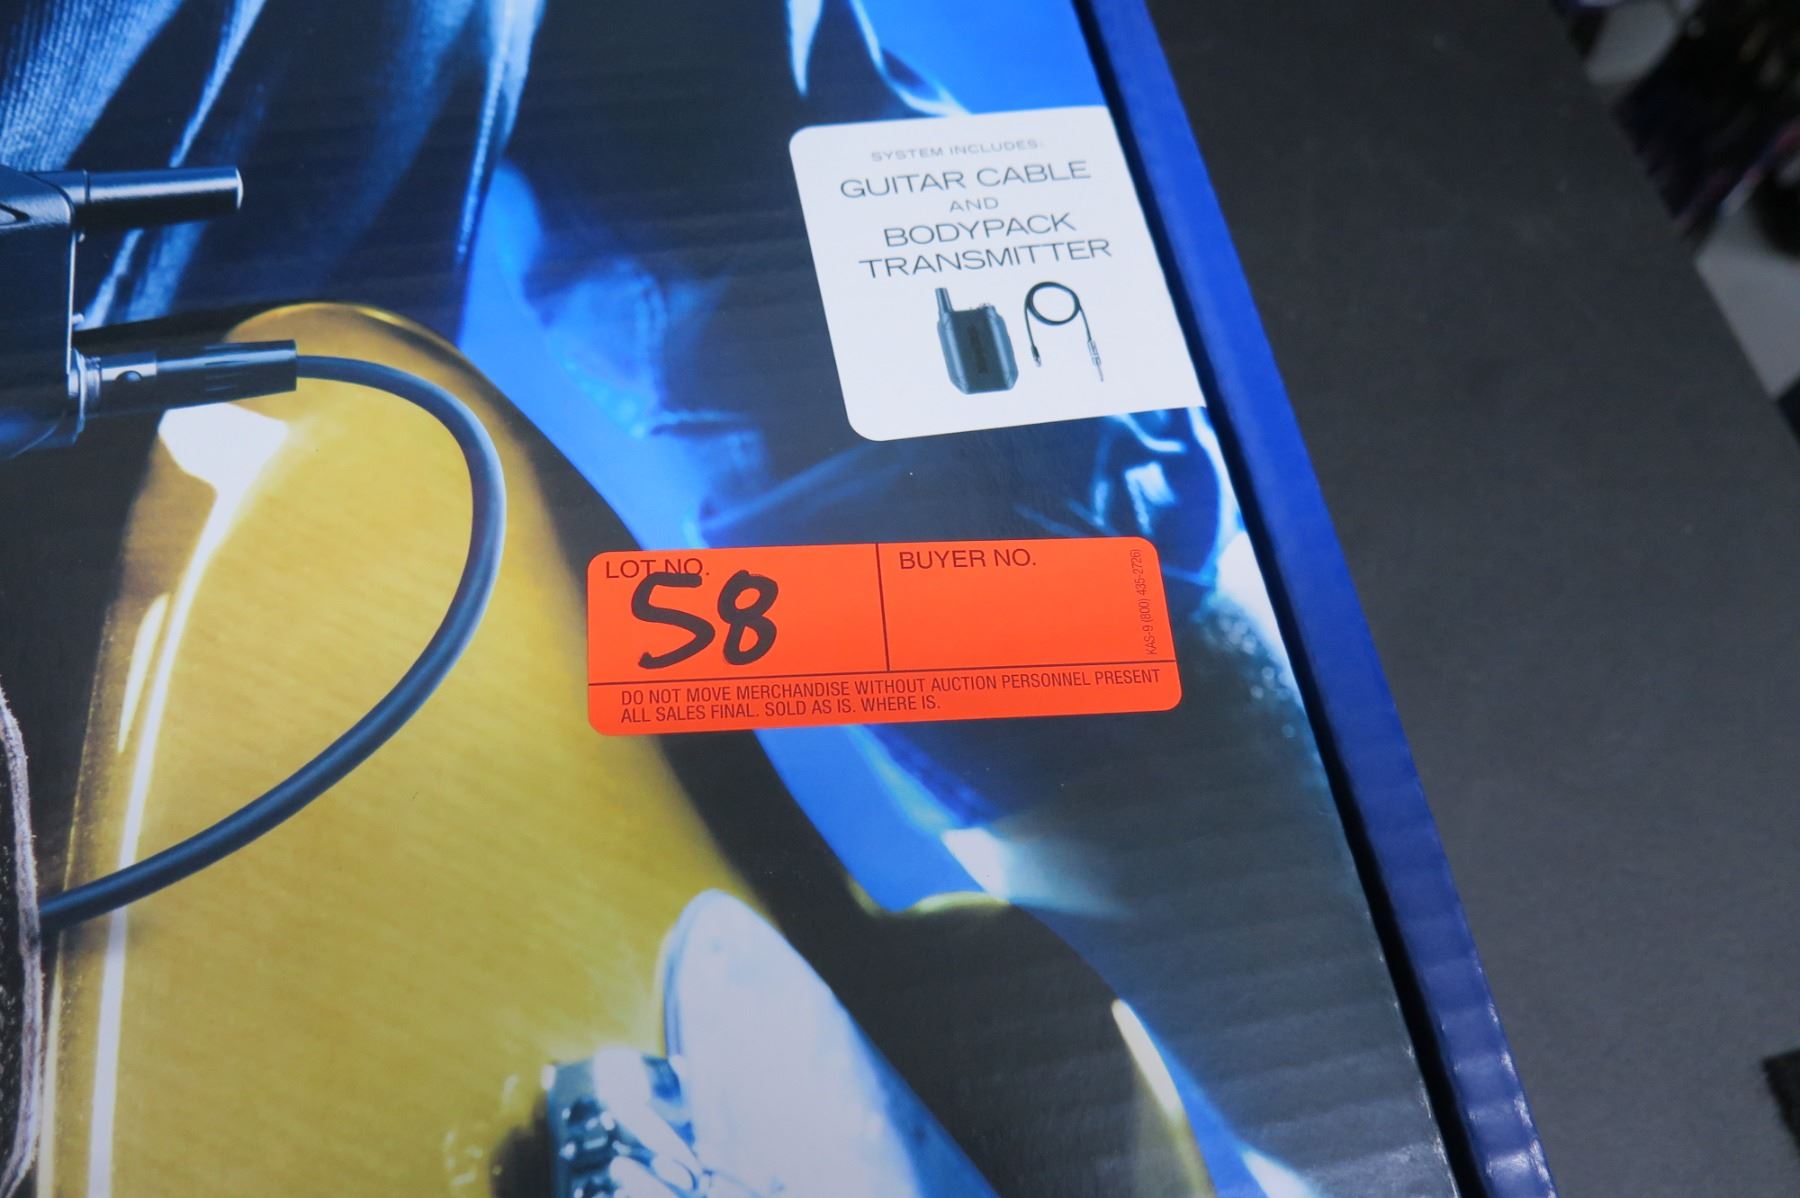 SYSTEM INCLUDES:
GUITAR CABLE
AND
BODYPACK
TRANSMITTER
LOT NO.
58
BUYER NO.
KAS-9 (800) 435-2726)
DO NOT MOVE MERCHANDISE WITHOUT AUCTION PERSONNEL PRESENT
ALL SALES FINAL. SOLD AS IS. WHERE IS.